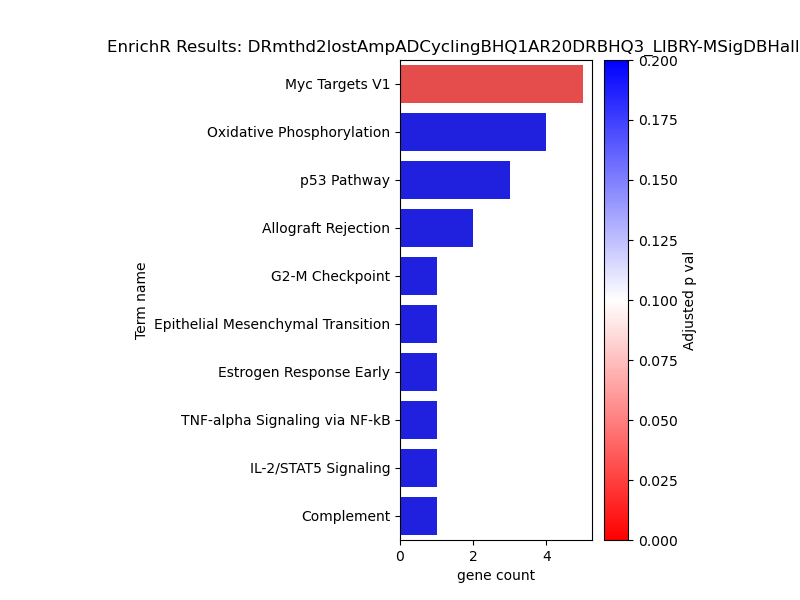 EnrichR Results: DRmthd2lostAmpADCyclingBHQ1AR20DRBHQ3_LIBRY-MSigDBHall
Myc Targets V1
Oxidative Phosphorylation
p53 Pathway
Allograft Rejection
G2-M Checkpoint
Epithelial Mesenchymal Transition
Estrogen Response Early
TNF-alpha Signaling via NF-kB
IL-2/STAT5 Signaling
Complement
Term name
0 2 4
gene count
0.200
0.175
0.150
0.125
0.100
0.075
0.050
0.025
0.000
Adjusted p val